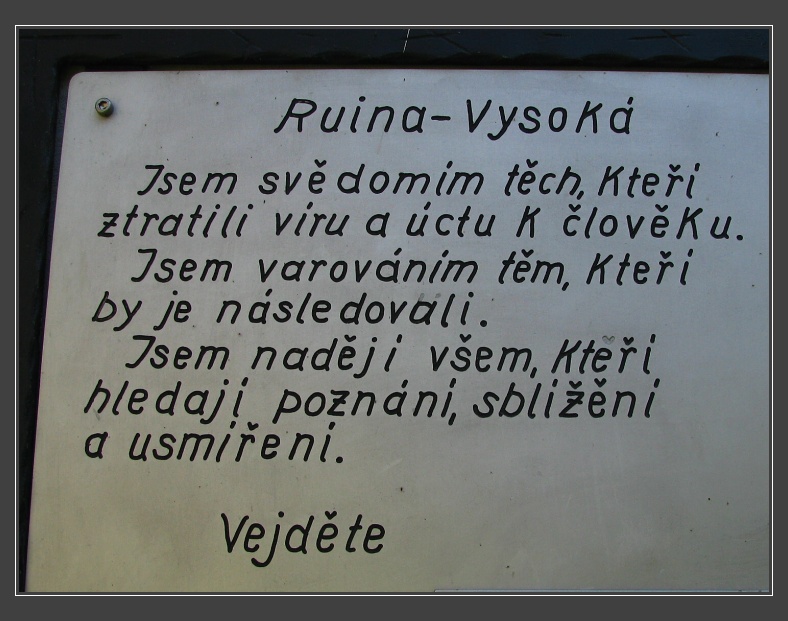 Ruina-Vysoká
Jsem svědomím těch, kteří
ztratili víru a úctu k člověku.
Jsem varováním těm, kteří
by je následovali.
Jsem nadějí všem, kteří
hledají poznání, sblížění
a usmíření.
Vejděte